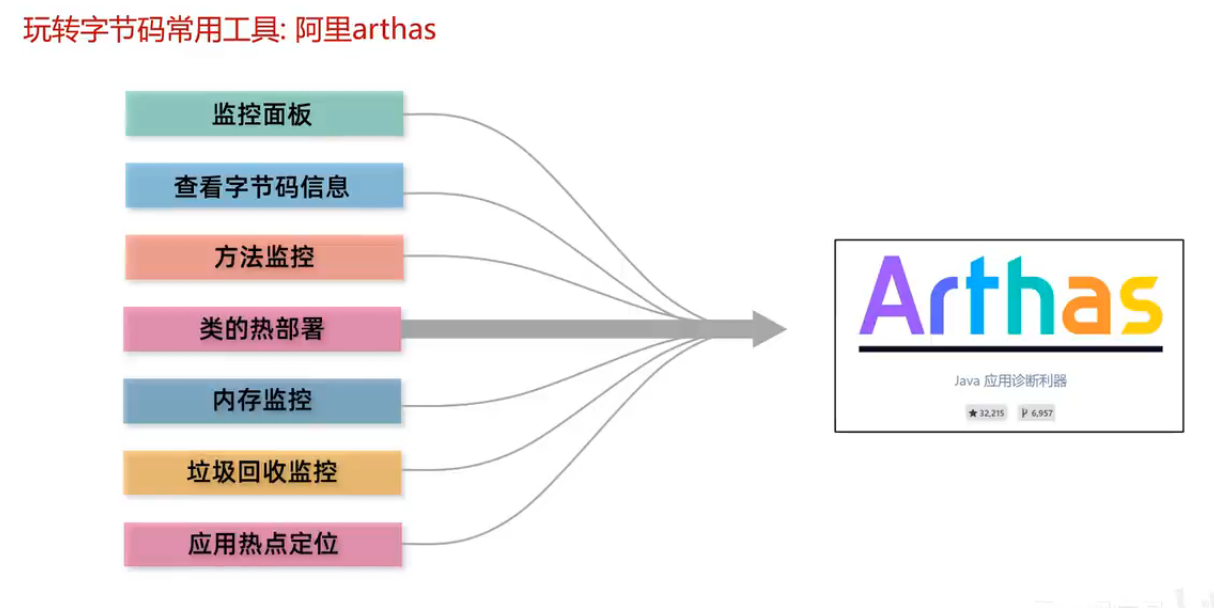 玩转字节码常用工具: 阿里arthas
监控面板
查看字节码信息
方法监控
类的热部署
内存监控
垃圾回收监控
应用热点定位
Arthas
Java 应用诊断利器
32,215
6,957